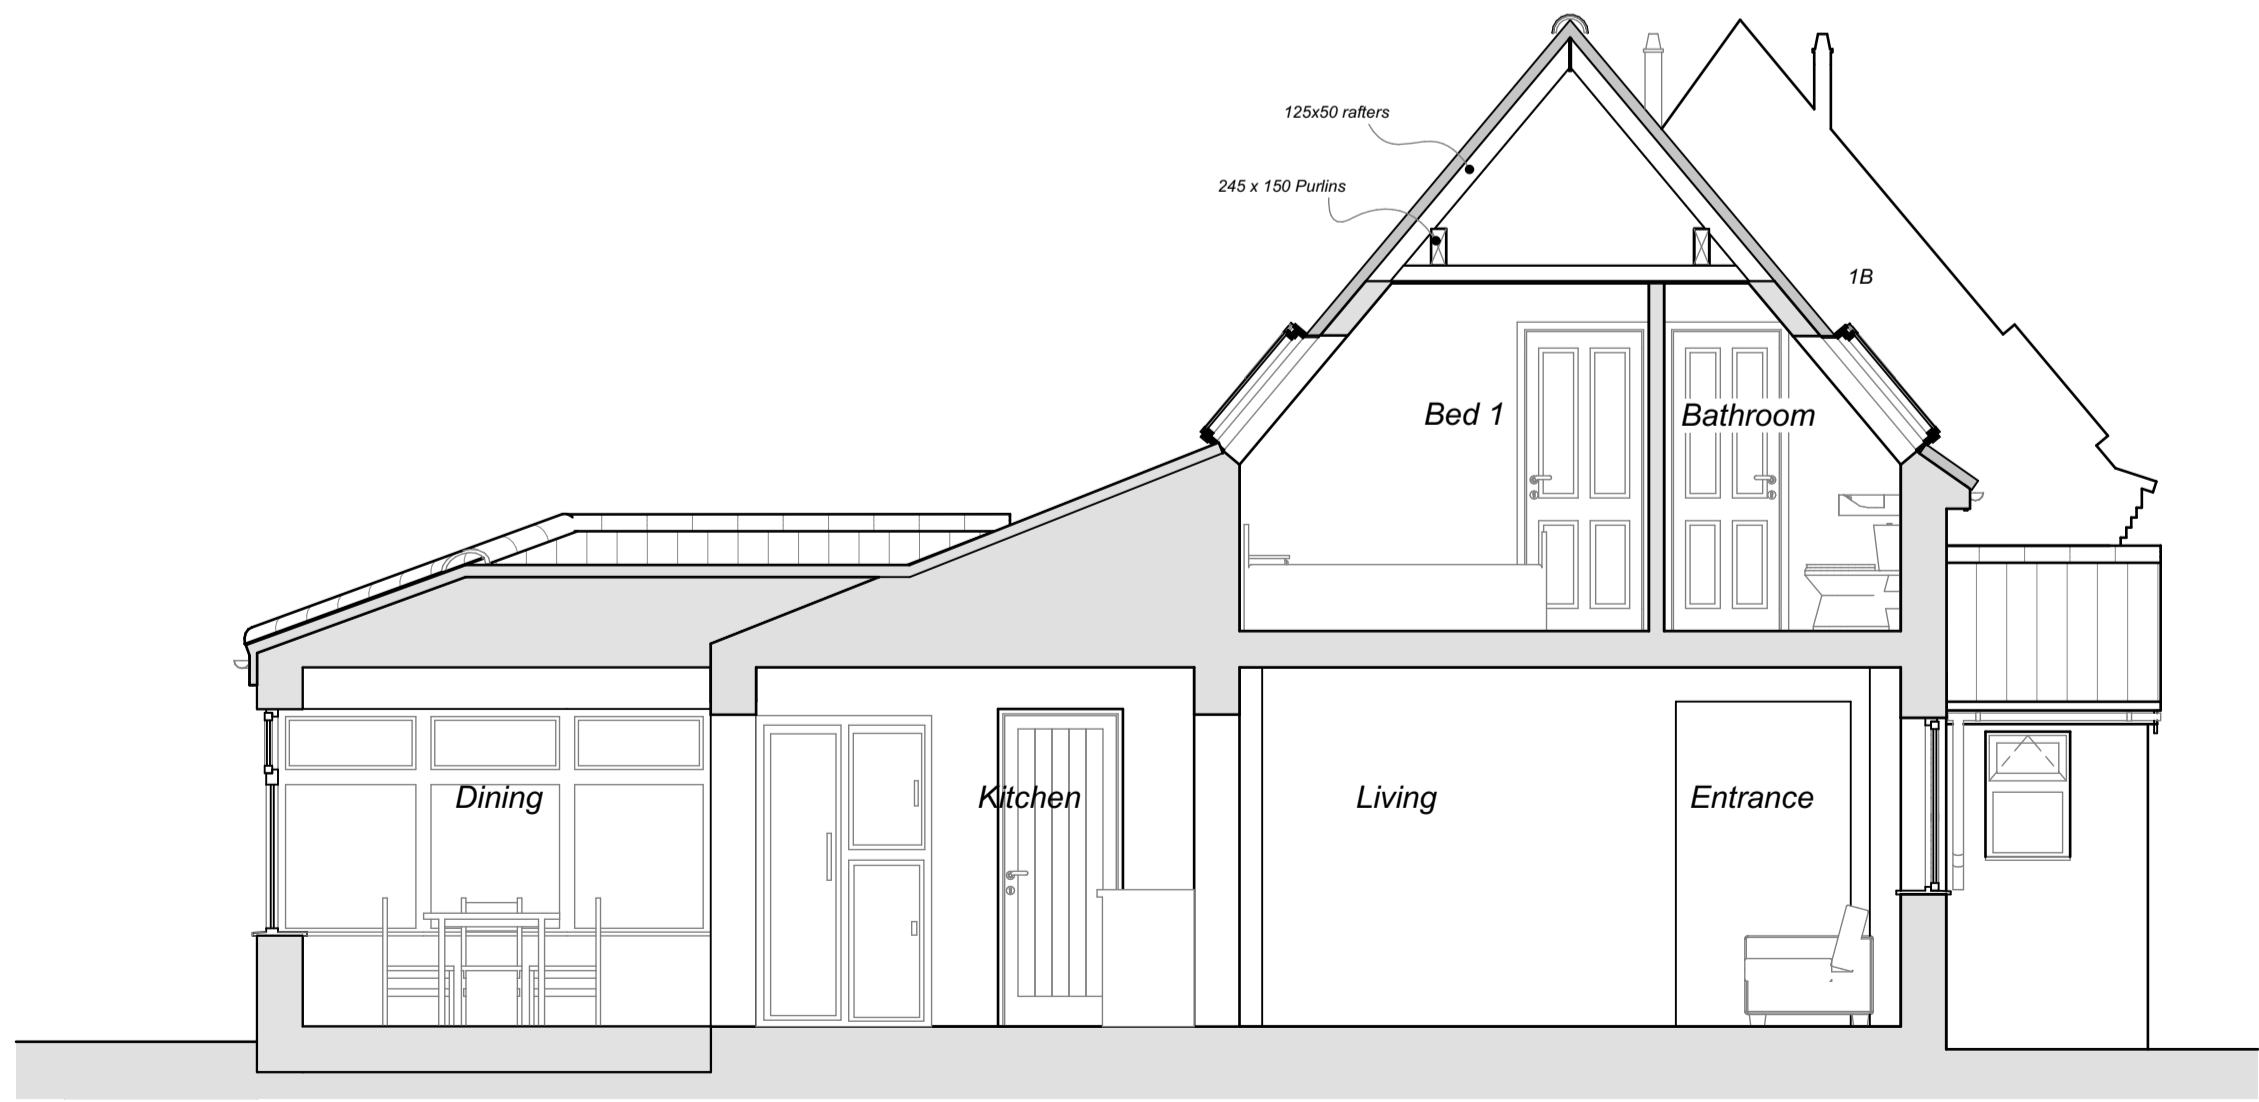 125x50 rafters
245 x 150 Purlins
1B
Bed 1
Bathroom
Dining
Kitchen
Living
Entrance